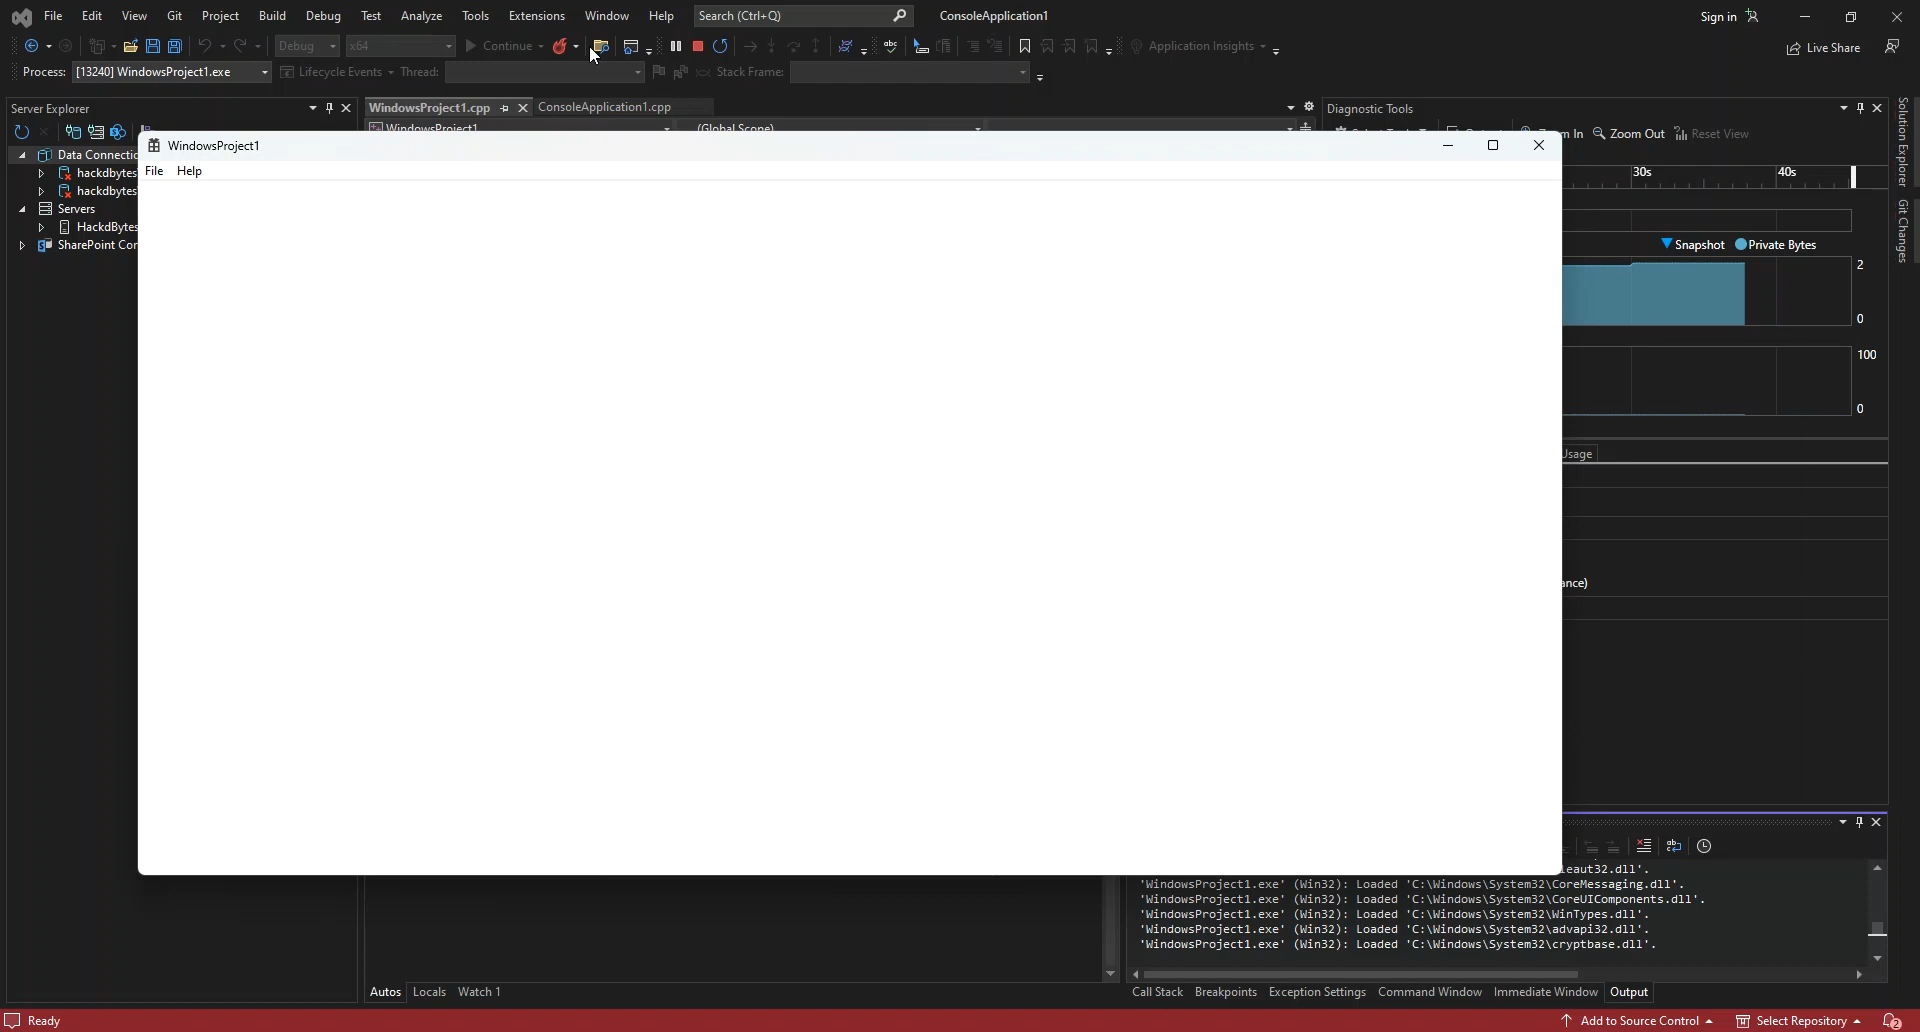 File Edit View Git Project Build Debug Test Analyze Tools Extensions Window Help Search (Ctrl+Q) ConsoleApplication1 Sign in
Debug x64 Continue Application Insights Live Share
Process: [13240] WindowsProject1.exe Lifecycle Events Thread: Stack Frame:
Server Explorer
WindowsProject1.cpp ConsoleApplication1.cpp
Diagnostic Tools
WindowsProject1 (Global Scope)
In Zoom Out Reset View
Data Connectio
hackdbytes
hackdbytes
Servers
HackdBytes
SharePoint Con
WindowsProject1
File Help
30s 40s
Snapshot Private Bytes
2
0
100
0
Usage
ance)
Solution Explorer
Git Changes
leaut32.dll'.
'WindowsProject1.exe' (Win32): Loaded 'C:\Windows\System32\CoreMessaging.dll'.
'WindowsProject1.exe' (Win32): Loaded 'C:\Windows\System32\CoreUIComponents.dll'.
'WindowsProject1.exe' (Win32): Loaded 'C:\Windows\System32\WinTypes.dll'.
'WindowsProject1.exe' (Win32): Loaded 'C:\Windows\System32\advapi32.dll'.
'WindowsProject1.exe' (Win32): Loaded 'C:\Windows\System32\cryptbase.dll'.
Autos Locals Watch 1
Call Stack Breakpoints Exception Settings Command Window Immediate Window Output
Ready Add to Source Control Select Repository 2